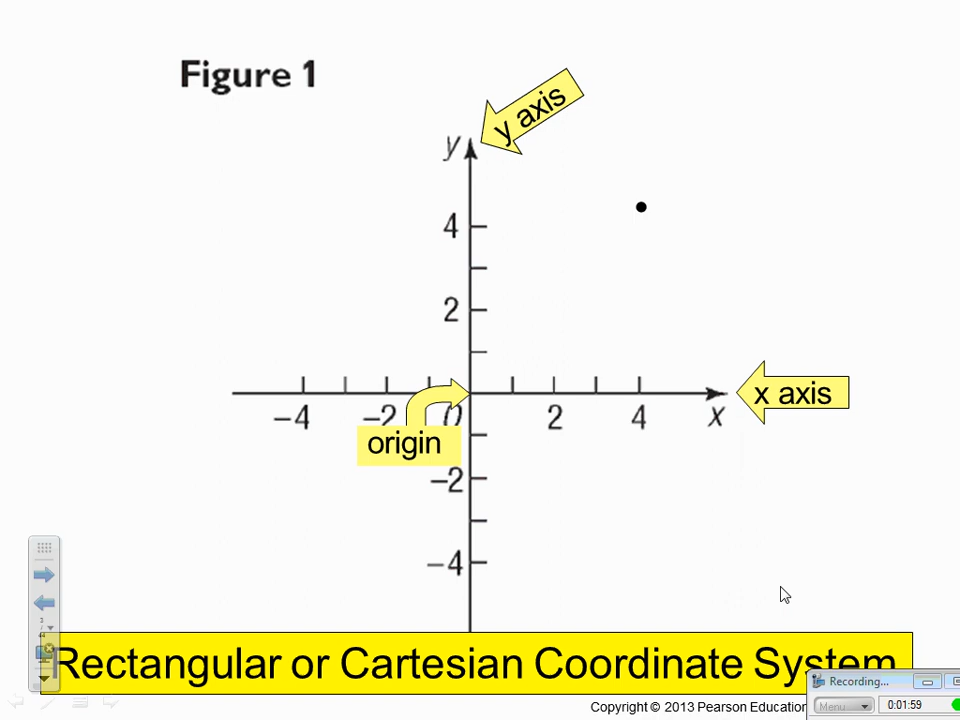 Figure 1
y axis
y
4
2
x axis
−4
−2
0
2
4
x
origin
−2
−4
Rectangular or Cartesian Coordinate System
Recording...
Menu
0:01:59
Copyright © 2013 Pearson Education